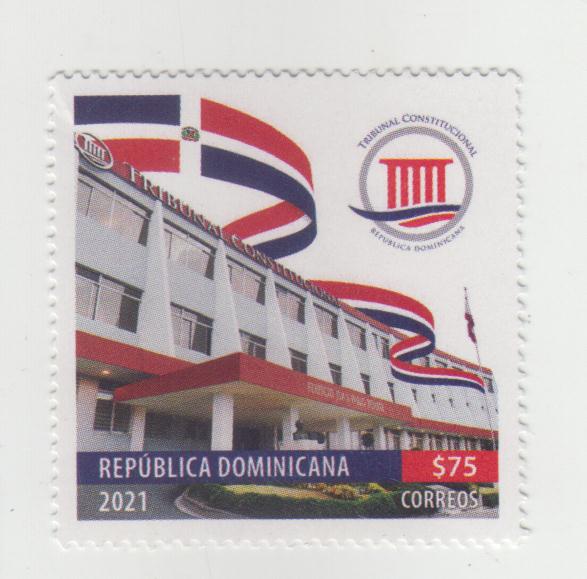 TRIBUNAL CONSTITUCIONAL
REPÚBLICA DOMINICANA
TRIBUNAL CONSTITUCIONAL
REPÚBLICA DOMINICANA $75
2021 CORREOS